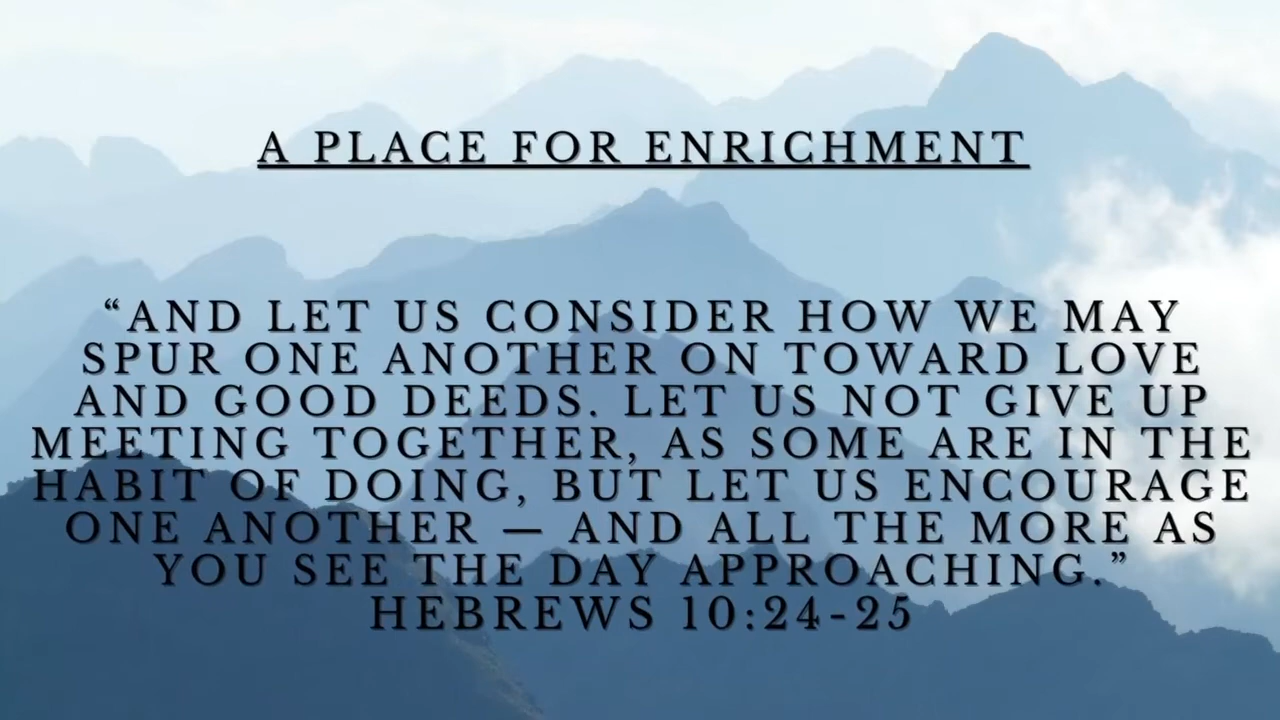 A PLACE FOR ENRICHMENT
“AND LET US CONSIDER HOW WE MAY
SPUR ONE ANOTHER ON TOWARD LOVE
AND GOOD DEEDS. LET US NOT GIVE UP
MEETING TOGETHER, AS SOME ARE IN THE
HABIT OF DOING, BUT LET US ENCOURAGE
ONE ANOTHER — AND ALL THE MORE AS
YOU SEE THE DAY APPROACHING.”
HEBREWS 10:24-25